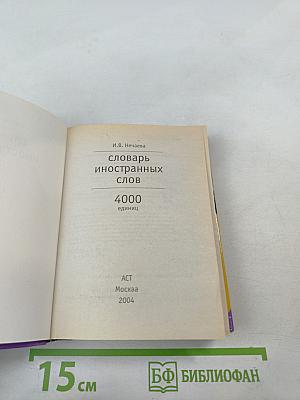 И.В. Нечаева
словарь
иностранных
слов
4000
единиц
АСТ
Москва
2004
15 см
БФ БИБЛИОФАН